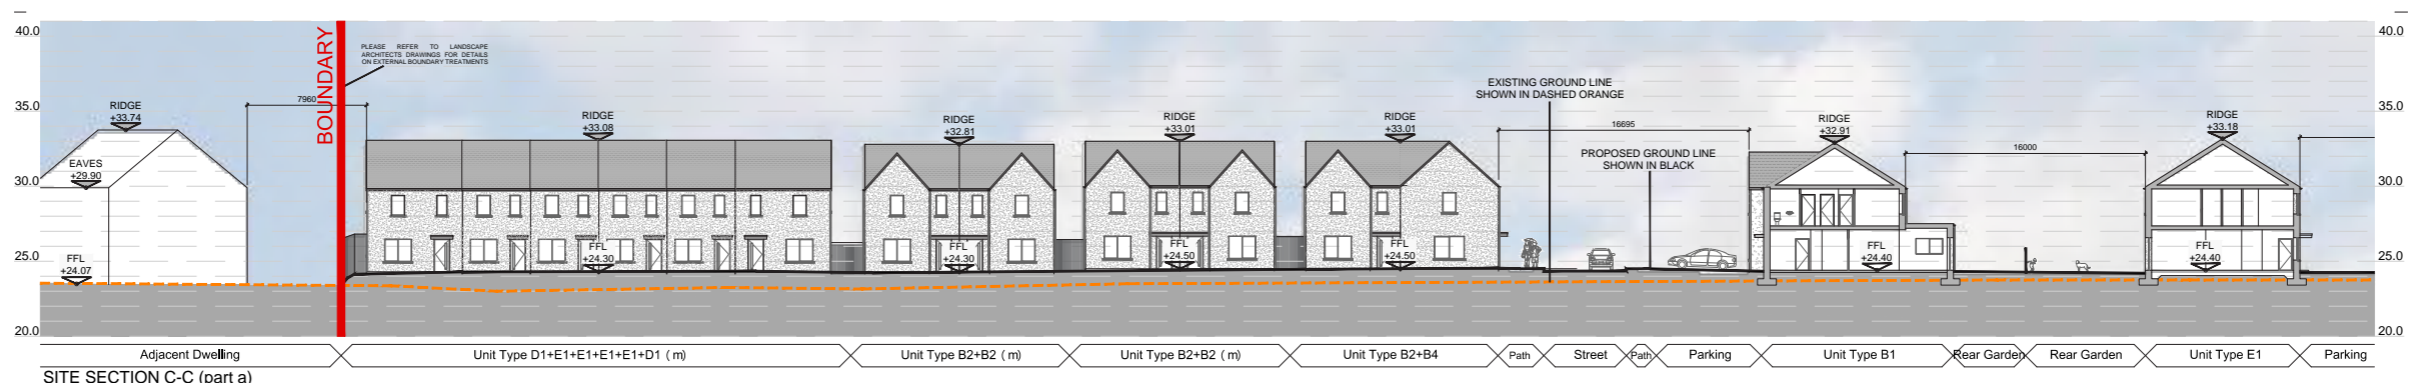 40.0
35.0
30.0
25.0
20.0
RIDGE
+33.74
EAVES
+29.90
FFL
+24.07
BOUNDARY
PLEASE REFER TO LANDSCAPE
ARCHITECTS DRAWINGS FOR DETAILS
ON EXTERNAL BOUNDARY TREATMENTS
7960
RIDGE
+33.08
FFL
+24.30
RIDGE
+32.81
FFL
+24.30
RIDGE
+33.01
FFL
+24.50
RIDGE
+33.01
FFL
+24.50
EXISTING GROUND LINE
SHOWN IN DASHED ORANGE
16695
PROPOSED GROUND LINE
SHOWN IN BLACK
RIDGE
+32.91
FFL
+24.40
16000
RIDGE
+33.18
FFL
+24.40
40.0
35.0
30.0
25.0
20.0
Adjacent Dwelling
Unit Type D1+E1+E1+E1+E1+D1 ( m)
Unit Type B2+B2 ( m)
Unit Type B2+B2 ( m)
Unit Type B2+B4
Path
Street
Path
Parking
Unit Type B1
Rear Garden
Rear Garden
Unit Type E1
Parking
SITE SECTION C-C (part a)